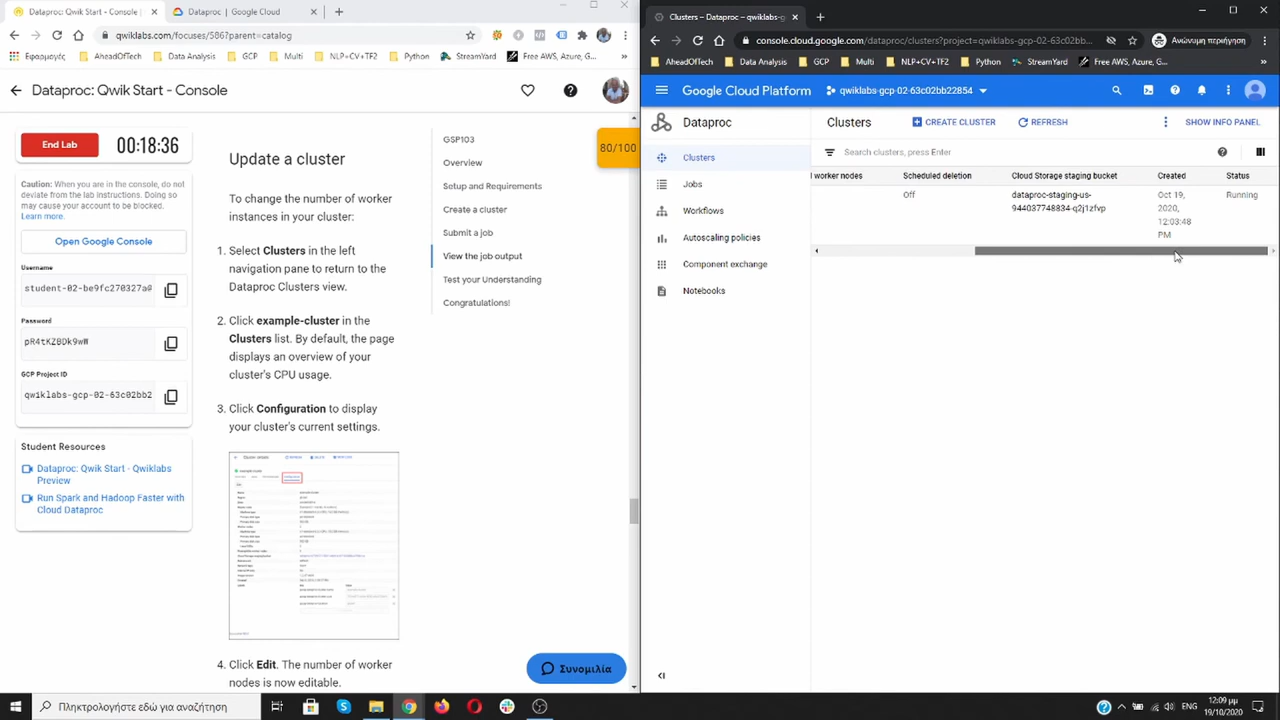 Dataproc: Qwik Start - Console
Dataproc | Google Cloud
qwiklabs.com/focuses/586?parent=catalog
Εφαρμογές
AheadOfTech
Data Analysis
GCP
Multi
NLP+CV+TF2
Python
StreamYard
Free AWS, Azure, G...
Dataproc: Qwik Start - Console
End Lab
00:18:36
Caution: When you are in the console, do not
deviate from the lab instructions. Doing so
may cause your account to be blocked.
Learn more.
Open Google Console
Username
student-02-be9fc270327a@
Password
pR4tKZBDk9wW
GCP Project ID
qwiklabs-gcp-02-63c02bb2
Student Resources
Dataproc: Qwik Start - Qwiklabs
Preview
Run Spark and Hadoop Faster with
Cloud Dataproc
Update a cluster
To change the number of worker
instances in your cluster:
1. Select Clusters in the left
navigation pane to return to the
Dataproc Clusters view.
2. Click example-cluster in the
Clusters list. By default, the page
displays an overview of your
cluster's CPU usage.
3. Click Configuration to display
your cluster's current settings.
4. Click Edit. The number of worker
nodes is now editable.
GSP103
Overview
Setup and Requirements
Create a cluster
Submit a job
View the job output
Test your Understanding
Congratulations!
80/100
Συνομιλία
Clusters – Dataproc – qwiklabs-g
console.cloud.google.com/dataproc/clusters?project=qwiklabs-gcp-02-63c02bb...
Ανώνυμη περιήγηση
AheadOfTech
Data Analysis
GCP
Multi
NLP+CV+TF2
Python
StreamYard
Free AWS, Azure, G...
Google Cloud Platform
qwiklabs-gcp-02-63c02bb22854
Dataproc
Clusters
CREATE CLUSTER
REFRESH
SHOW INFO PANEL
Clusters
Jobs
Workflows
Autoscaling policies
Component exchange
Notebooks
Search clusters, press Enter
l worker nodes
Scheduled deletion
Cloud Storage staging bucket
Created
Status
Off
dataproc-staging-us-
944037748834-q2j1zfvp
Oct 19,
2020,
12:03:48
PM
Running
Πληκτρολογήστε εδώ για αναζήτηση
ENG
12:09 μμ
19/10/2020